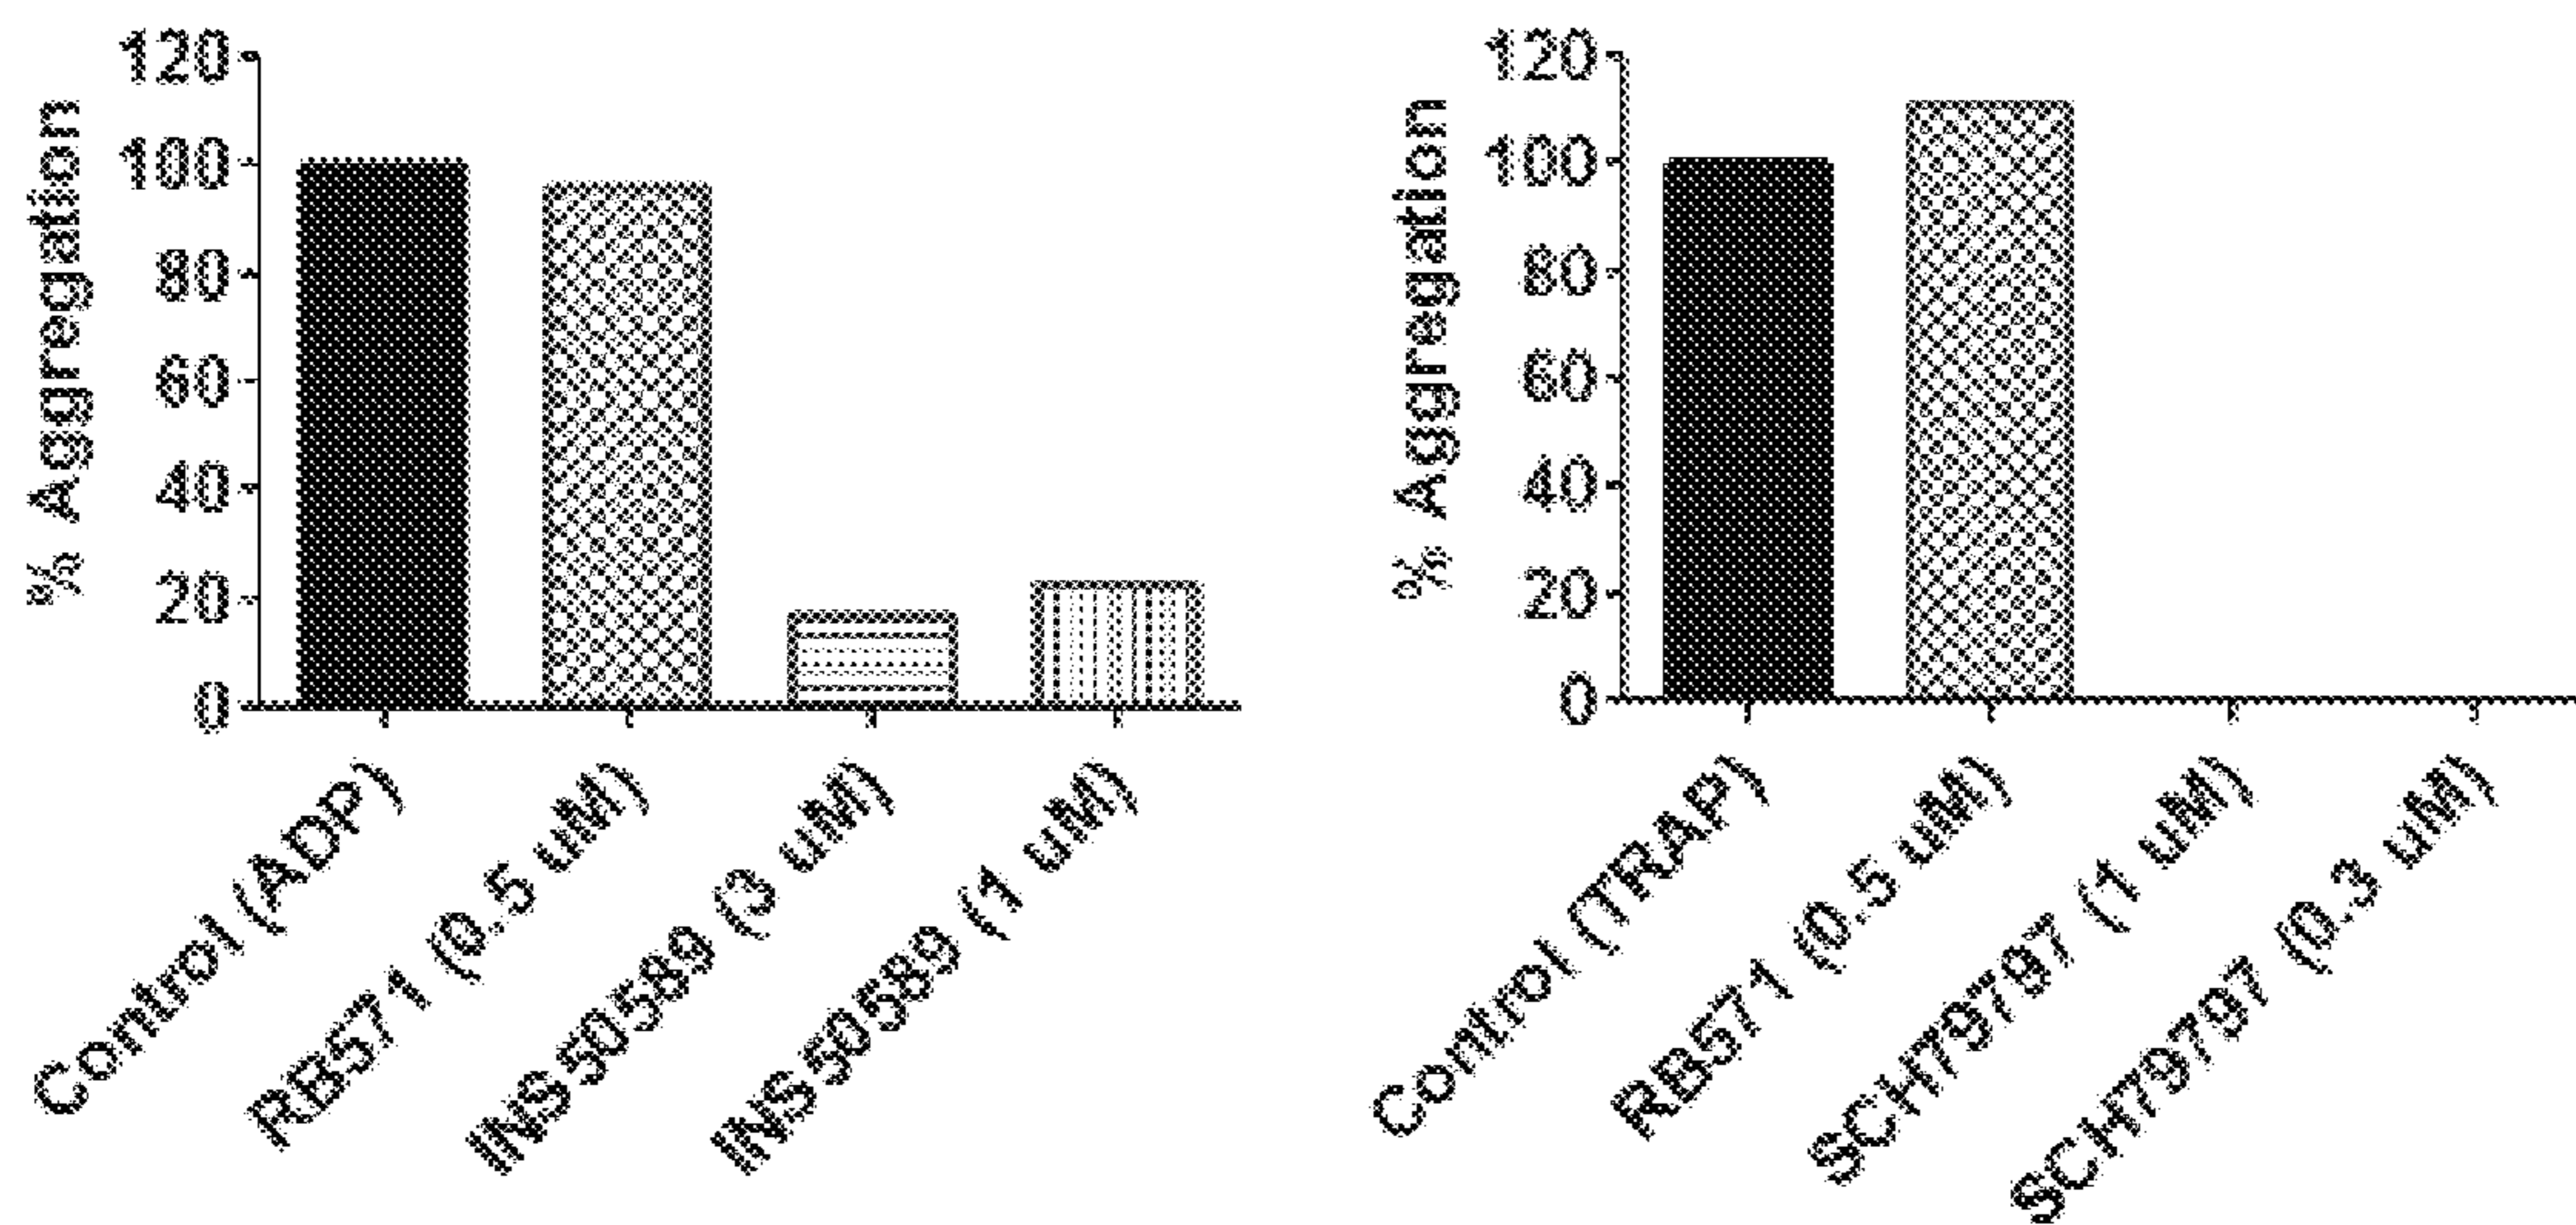 % Aggregation
120
100
80
60
40
20
0
Control (ADP)
RB571 (0.5 uM)
INS50589 (3 uM)
INS50589 (1 uM)
% Aggregation
120
100
80
60
40
20
0
Control (TRAP)
RB571 (0.5 uM)
SCH79797 (1 uM)
SCH79797 (0.3 uM)